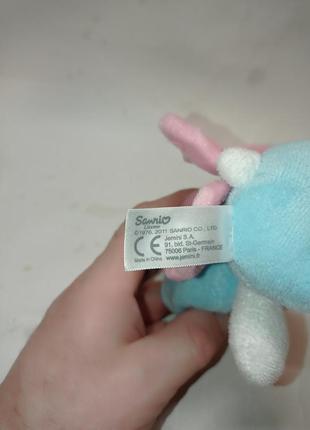 Sanrio
License
©1976, 2011 SANRIO CO., LTD
CE
Jemini S.A.
91, bld. St-Germain
75006 Paris - FRANCE
Made in China
www.jemini.fr